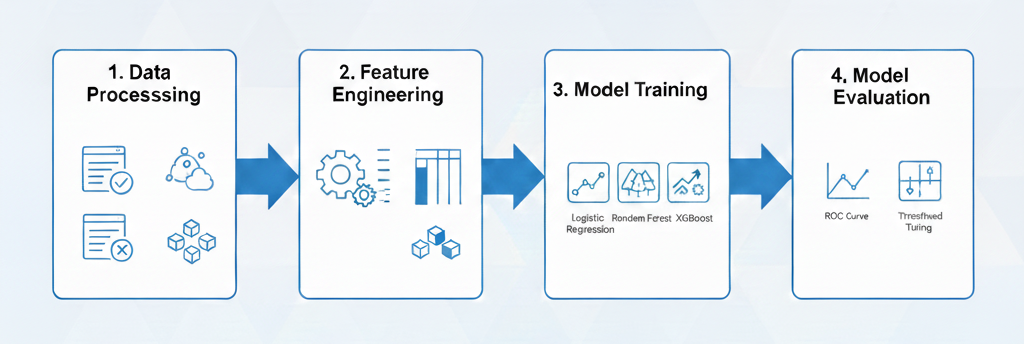 1. Data
Processsing
2. Feature
Engineering
3. Model Training
4. Model
Evaluation
Logistic
Regression
Rondem Ferest
XGBoost
ROC Curve
Thresfhwed
Turing